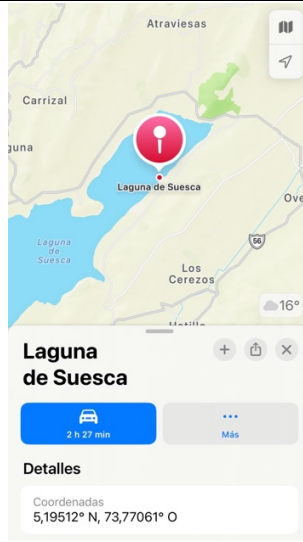 Atraviesas
Carrizal
guna
Laguna de Suesca
Laguna
de
Suesca
Ove
56
Los
Cerezos
16°
Laguna
de Suesca
2 h 27 min
Más
Detalles
Coordenadas
5,19512° N, 73,77061° O